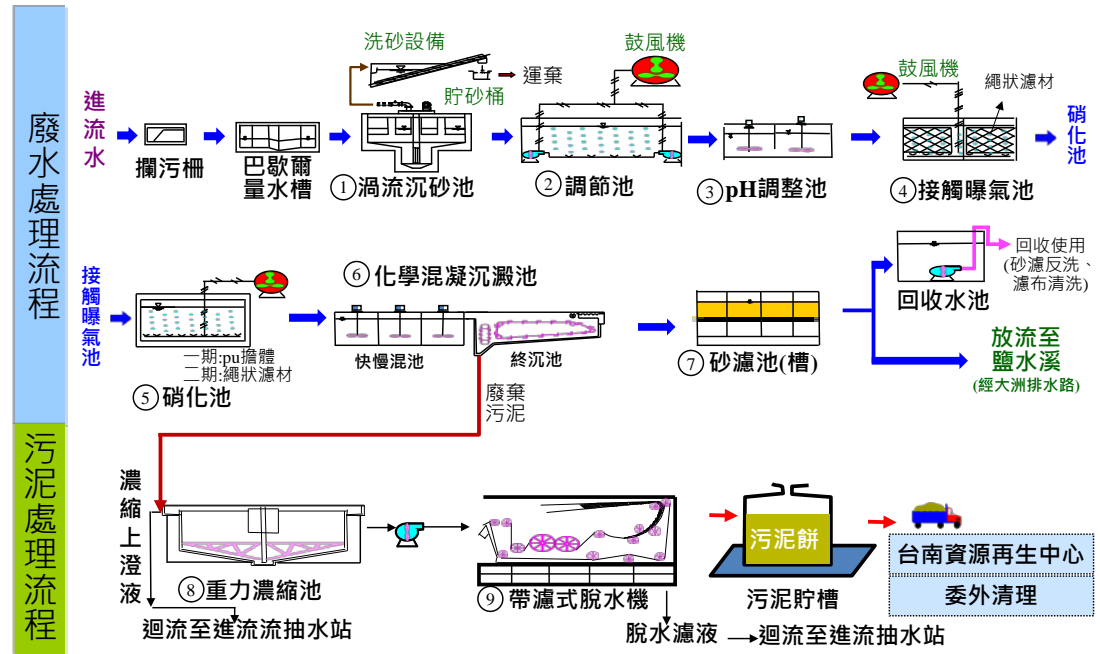 廢水處理流程
進流水
攔污柵
巴歇爾
量水槽
洗砂設備
運棄
貯砂桶
①渦流沉砂池
鼓風機
②調節池
③pH調整池
鼓風機
繩狀濾材
④接觸曝氣池
硝化池
接觸曝氣池
一期:pu擔體
二期:繩狀濾材
⑤硝化池
⑥化學混凝沉澱池
快慢混池
終沉池
廢棄
污泥
⑦砂濾池(槽)
回收水池
回收使用
(砂濾反洗、
濾布清洗)
放流至
鹽水溪
(經大洲排水路)
污泥處理流程
濃縮上澄液
⑧重力濃縮池
迴流至進流流抽水站
⑨帶濾式脫水機
脫水濾液
迴流至進流抽水站
污泥餅
污泥貯槽
台南資源再生中心
委外清理